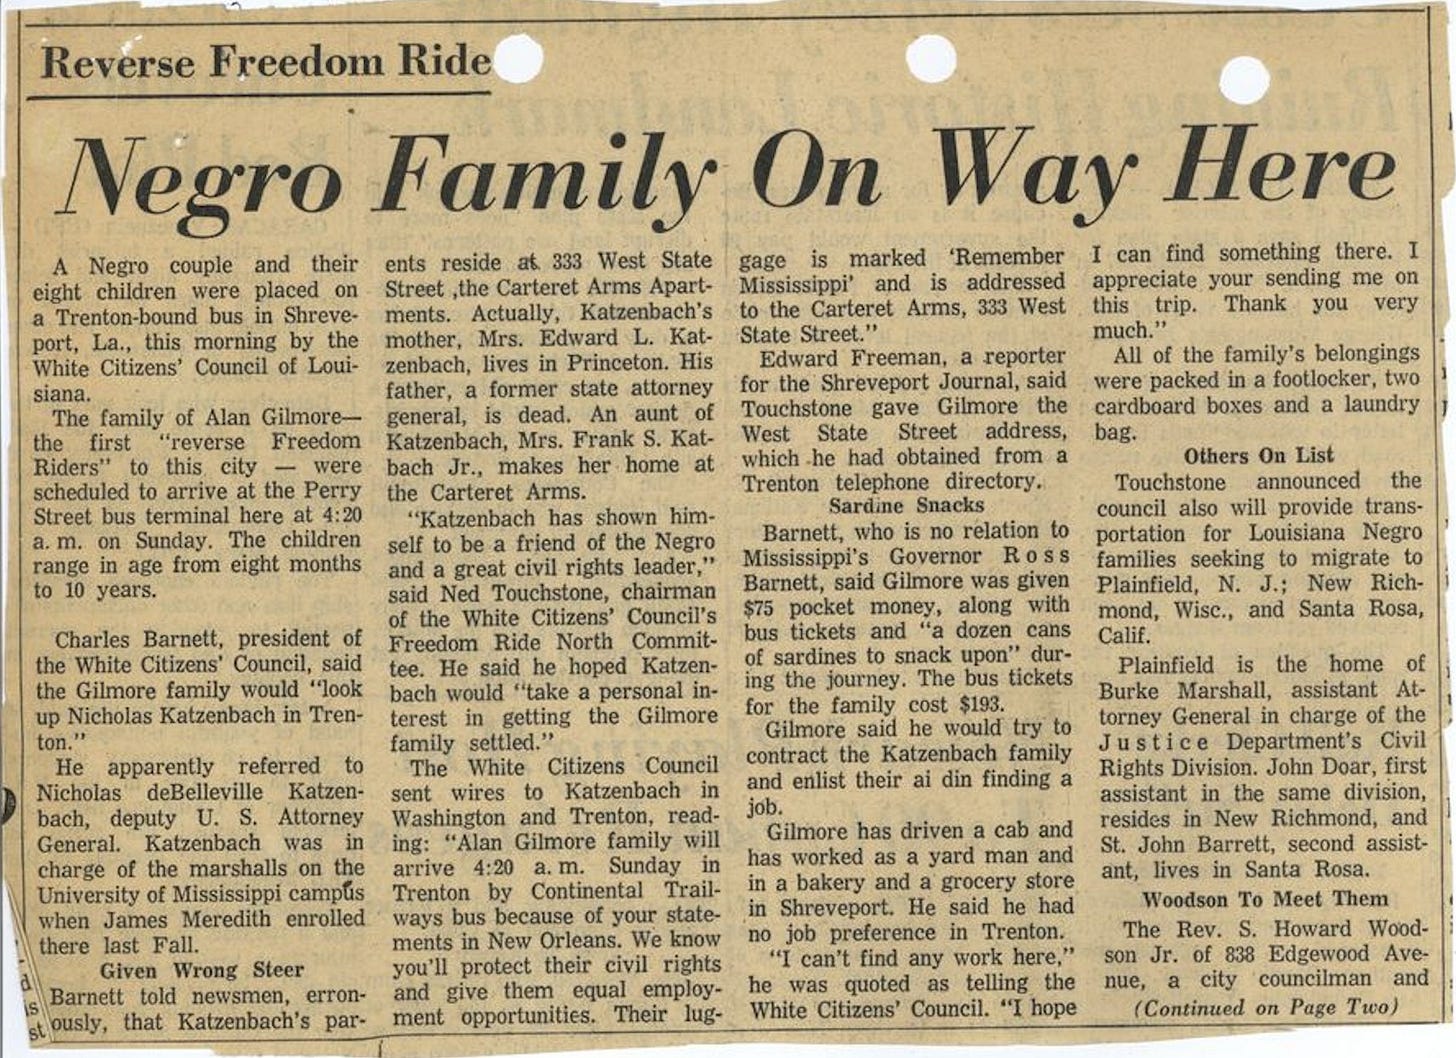 Reverse Freedom Ride
Negro Family On Way Here
A Negro couple and their
eight children were placed on
a Trenton-bound bus in Shreve-
port, La., this morning by the
White Citizens' Council of Loui-
siana.
The family of Alan Gilmore—
the first "reverse Freedom
Riders" to this city — were
scheduled to arrive at the Perry
Street bus terminal here at 4:20
a. m. on Sunday. The children
range in age from eight months
to 10 years.
Charles Barnett, president of
the White Citizens' Council, said
the Gilmore family would "look
up Nicholas Katzenbach in Tren-
ton."
He apparently referred to
Nicholas deBelleville Katzen-
bach, deputy U. S. Attorney
General. Katzenbach was in
charge of the marshalls on the
University of Mississippi campus
when James Meredith enrolled
there last Fall.
Given Wrong Steer
Barnett told newsmen, erron-
ously, that Katzenbach's par-
ents reside at 333 West State
Street ,the Carteret Arms Apart-
ments. Actually, Katzenbach's
mother, Mrs. Edward L. Kat-
zenbach, lives in Princeton. His
father, a former state attorney
general, is dead. An aunt of
Katzenbach, Mrs. Frank S. Kat-
bach Jr., makes her home at
the Carteret Arms.
"Katzenbach has shown him-
self to be a friend of the Negro
and a great civil rights leader,"
said Ned Touchstone, chairman
of the White Citizens' Council's
Freedom Ride North Commit-
tee. He said he hoped Katzen-
bach would "take a personal in-
terest in getting the Gilmore
family settled."
The White Citizens Council
sent wires to Katzenbach in
Washington and Trenton, read-
ing: "Alan Gilmore family will
arrive 4:20 a. m. Sunday in
Trenton by Continental Trail-
ways bus because of your state-
ments in New Orleans. We know
you'll protect their civil rights
and give them equal employ-
ment opportunities. Their lug-
gage is marked 'Remember
Mississippi' and is addressed
to the Carteret Arms, 333 West
State Street."
Edward Freeman, a reporter
for the Shreveport Journal, said
Touchstone gave Gilmore the
West State Street address,
which he had obtained from a
Trenton telephone directory.
Sardine Snacks
Barnett, who is no relation to
Mississippi's Governor Ross
Barnett, said Gilmore was given
$75 pocket money, along with
bus tickets and "a dozen cans
of sardines to snack upon" dur-
ing the journey. The bus tickets
for the family cost $193.
Gilmore said he would try to
contract the Katzenbach family
and enlist their ai din finding a
job.
Gilmore has driven a cab and
has worked as a yard man and
in a bakery and a grocery store
in Shreveport. He said he had
no job preference in Trenton.
"I can't find any work here,"
he was quoted as telling the
White Citizens' Council. "I hope
I can find something there. I
appreciate your sending me on
this trip. Thank you very
much."
All of the family's belongings
were packed in a footlocker, two
cardboard boxes and a laundry
bag.
Others On List
Touchstone announced the
council also will provide trans-
portation for Louisiana Negro
families seeking to migrate to
Plainfield, N. J.; New Rich-
mond, Wisc., and Santa Rosa,
Calif.
Plainfield is the home of
Burke Marshall, assistant At-
torney General in charge of the
Justice Department's Civil
Rights Division. John Doar, first
assistant in the same division,
resides in New Richmond, and
St. John Barrett, second assist-
ant, lives in Santa Rosa.
Woodson To Meet Them
The Rev. S. Howard Wood-
son Jr. of 838 Edgewood Ave-
nue, a city councilman and
(Continued on Page Two)